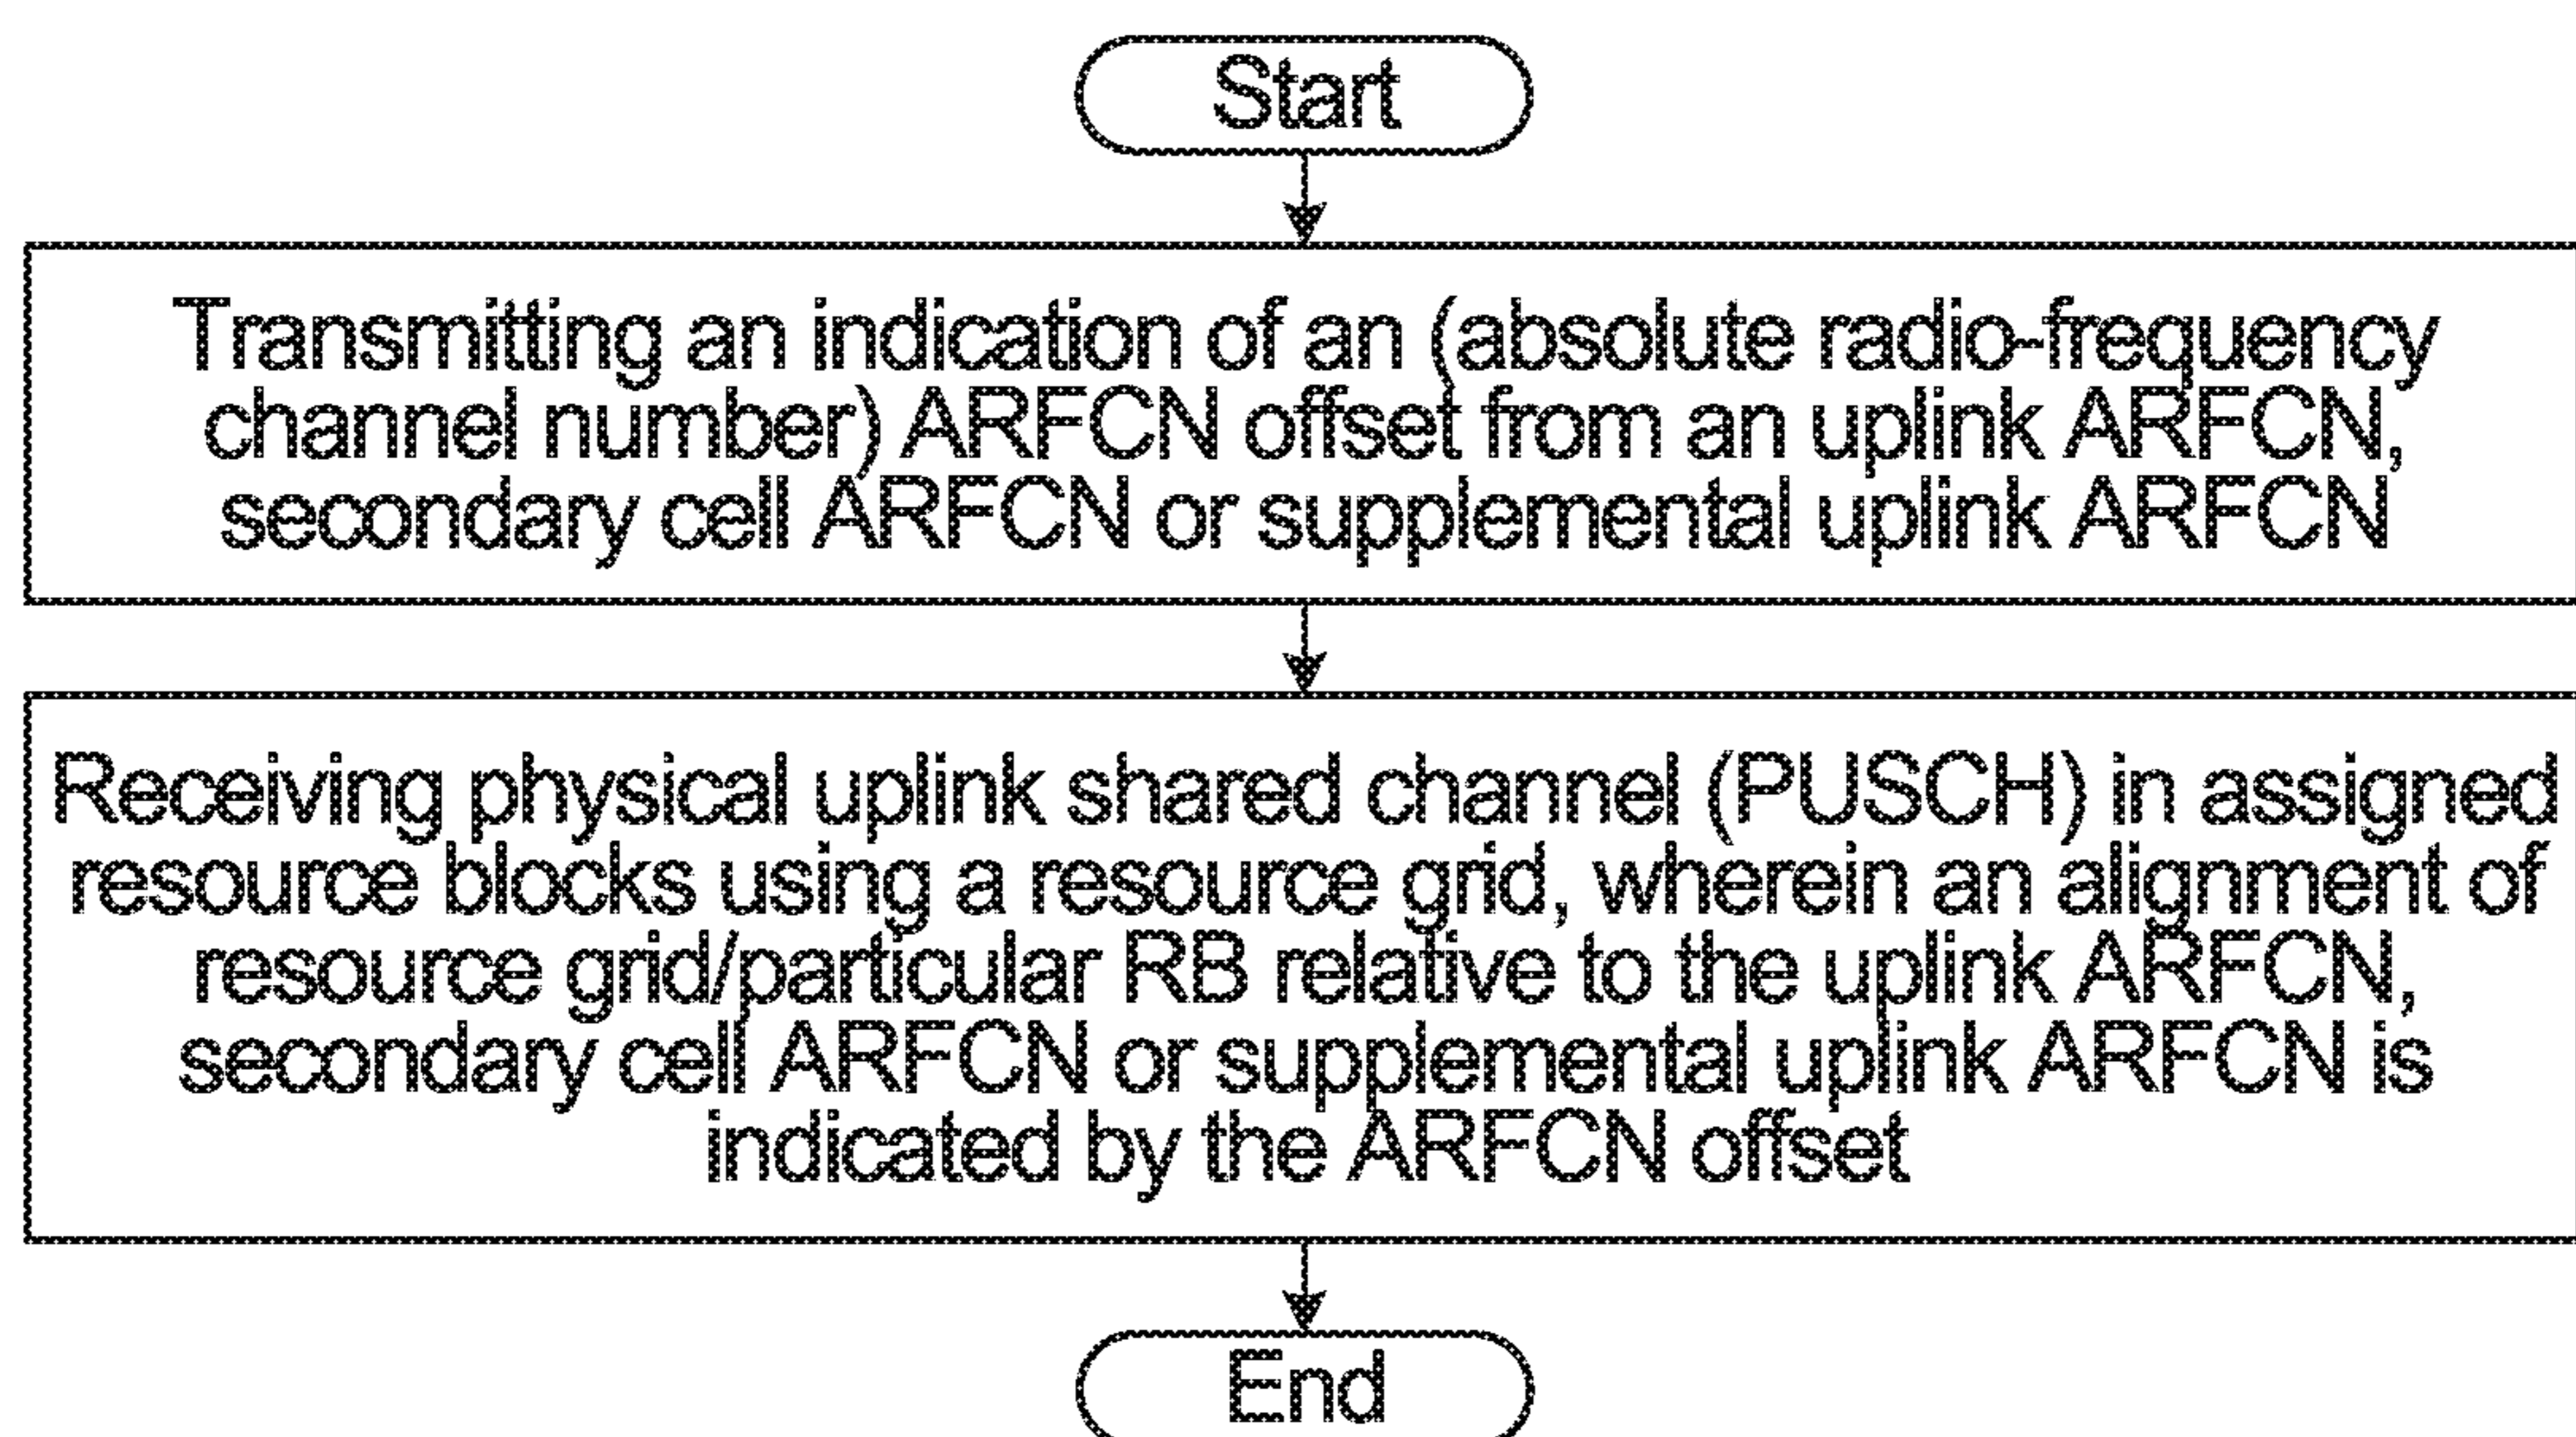 Start
Transmitting an indication of an (absolute radio-frequency
channel number) ARFCN offset from an uplink ARFCN,
secondary cell ARFCN or supplemental uplink ARFCN
Receiving physical uplink shared channel (PUSCH) in assigned
resource blocks using a resource grid, wherein an alignment of
resource grid/particular RB relative to the uplink ARFCN,
secondary cell ARFCN or supplemental uplink ARFCN is
indicated by the ARFCN offset
End